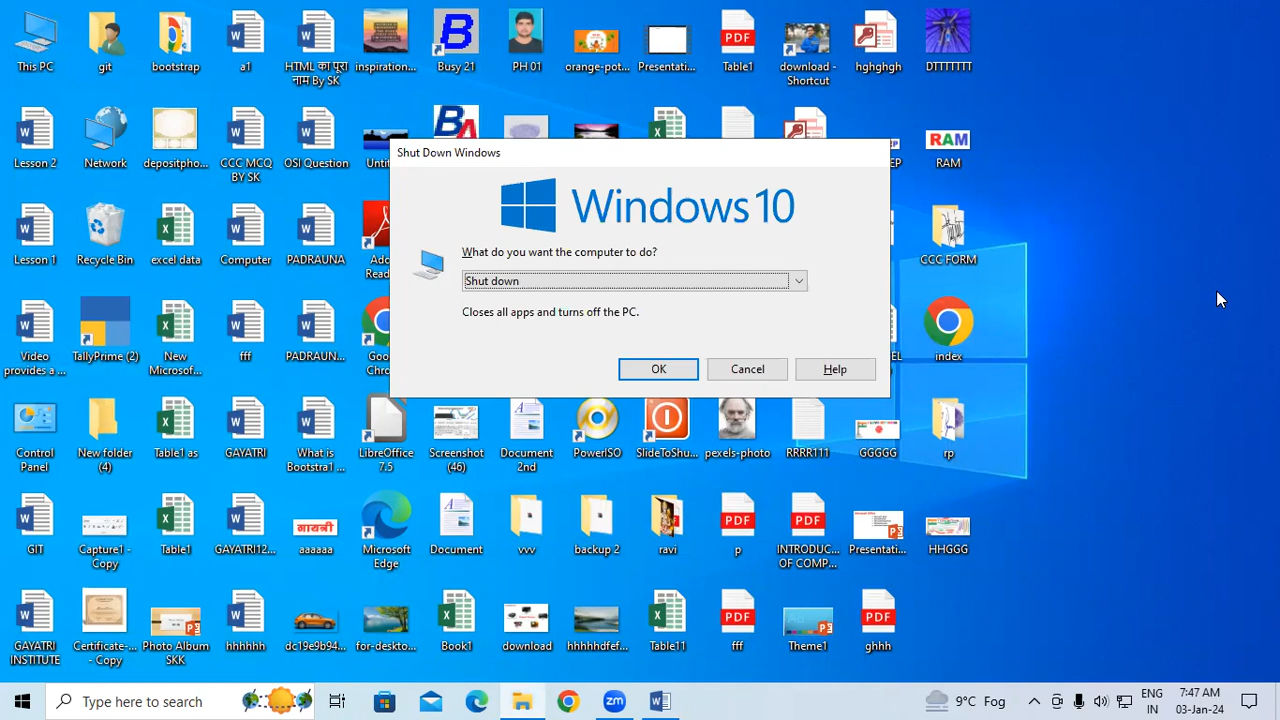 This PC
git
bootstrap
a1
HTML का पूरा
नाम By SK
inspiration...
Busy 21
PH 01
orange-pot...
Presentati...
Table1
download -
Shortcut
hghghgh
DTTTTTT
Lesson 2
Network
depositpho...
CCC MCQ
BY SK
OSI Question
RAM
Shut Down Windows
Windows 10
What do you want the computer to do?
Shut down
Closes all apps and turns off the PC.
OK
Cancel
Help
Lesson 1
Recycle Bin
excel data
Computer
PADRAUNA
CCC FORM
Video
provides a ...
TallyPrime (2)
New
Microsof...
fff
PADRAUN...
index
Control
Panel
New folder
(4)
Table1 as
GAYATRI
What is
Bootstra1 ...
LibreOffice
7.5
Screenshot
(46)
Document
2nd
PowerISO
SlideToShu...
pexels-photo
RRRR111
GGGGG
rp
GIT
Capture1 -
Copy
Table1
GAYATRI12...
गायत्री
aaaaaa
Microsoft
Edge
Document
vvv
backup 2
ravi
p
INTRODUC...
OF COMP...
Presentati...
HHGGG
GAYATRI
INSTITUTE
Certificate-...
- Copy
Photo Album
SKK
hhhhhh
dc19e9b94...
for-deskto...
Book1
download
hhhhhdfef...
Table11
fff
Theme1
ghhh
Type here to search
zm
9°C Fog
ENG
IN
7:47 AM
03-Jan-24